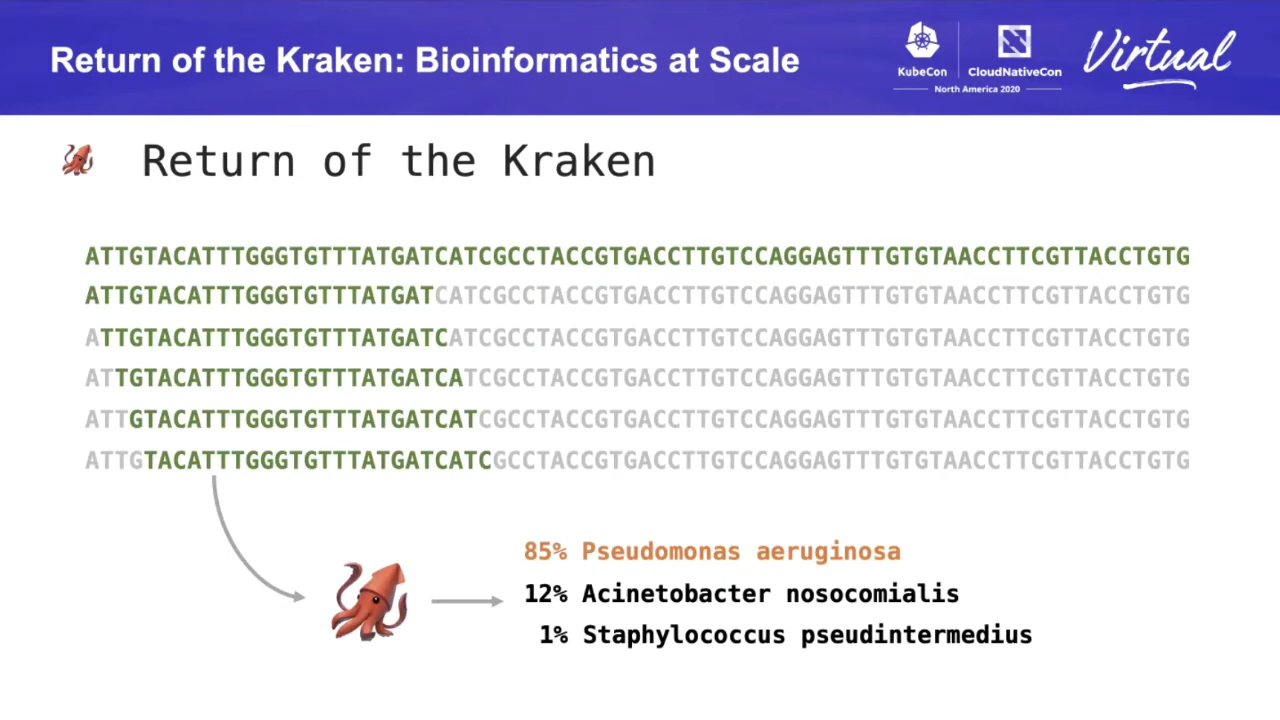 Return of the Kraken: Bioinformatics at Scale
KubeCon
CloudNativeCon
North America 2020
Virtual
Return of the Kraken
ATTGTACATTTGGGTGTTTATGATCATCGCCTACCGTGACCTTGTCCAGGAGTTTGTGTAACCTTCGTTACCTGTG
ATTGTACATTTGGGTGTTTATGATCATCGCCTACCGTGACCTTGTCCAGGAGTTTGTGTAACCTTCGTTACCTGTG
ATTGTACATTTGGGTGTTTATGATCATCGCCTACCGTGACCTTGTCCAGGAGTTTGTGTAACCTTCGTTACCTGTG
ATTGTACATTTGGGTGTTTATGATCATCGCCTACCGTGACCTTGTCCAGGAGTTTGTGTAACCTTCGTTACCTGTG
ATTGTACATTTGGGTGTTTATGATCATCGCCTACCGTGACCTTGTCCAGGAGTTTGTGTAACCTTCGTTACCTGTG
ATTGTACATTTGGGTGTTTATGATCATCGCCTACCGTGACCTTGTCCAGGAGTTTGTGTAACCTTCGTTACCTGTG
85% Pseudomonas aeruginosa
12% Acinetobacter nosocomialis
1% Staphylococcus pseudintermedius